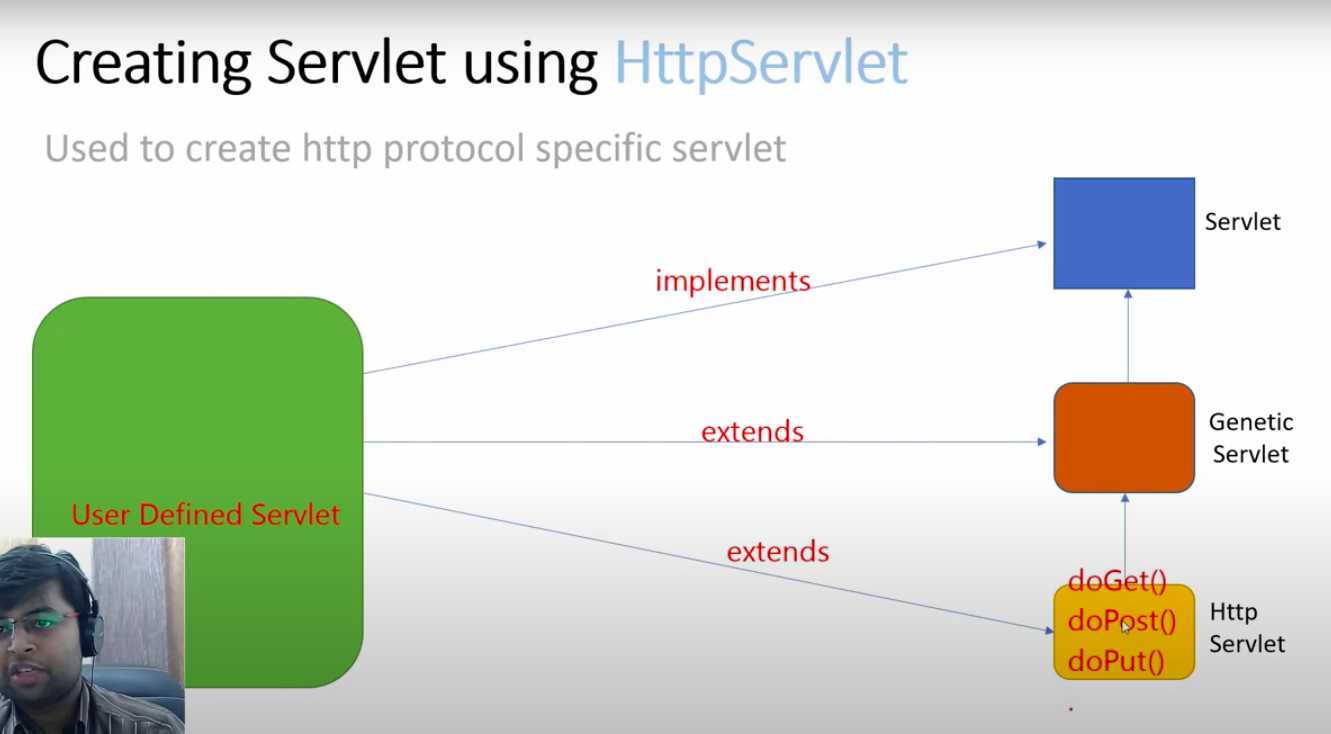 Creating Servlet using HttpServlet
Used to create http protocol specific servlet
Servlet
implements
Genetic
Servlet
extends
User Defined Servlet
extends
doGet()
doPost()
doPut()
.
Http
Servlet